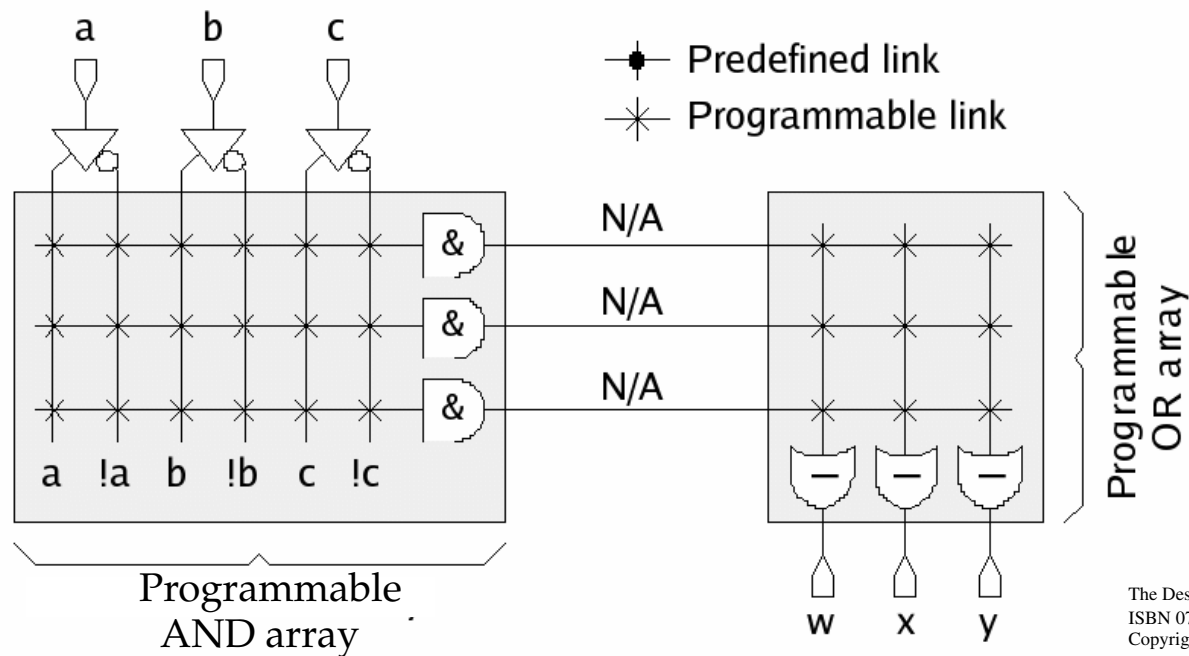 a b c
Predefined link
Programmable link
N/A
&
N/A
&
N/A
&
a !a b !b c !c
Programmable
OR array
Programmable
AND array
w x y
The Des
ISBN 07
Copyrig